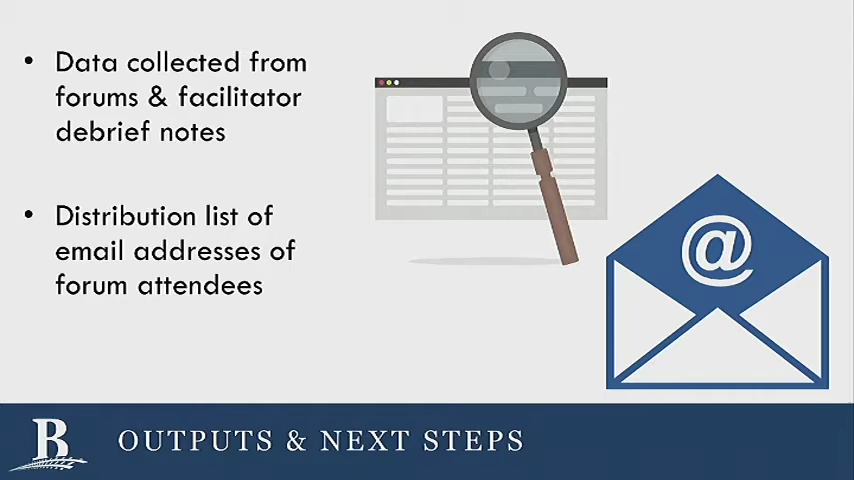 • Data collected from
forums & facilitator
debrief notes
• Distribution list of
email addresses of
forum attendees
@
B
OUTPUTS & NEXT STEPS